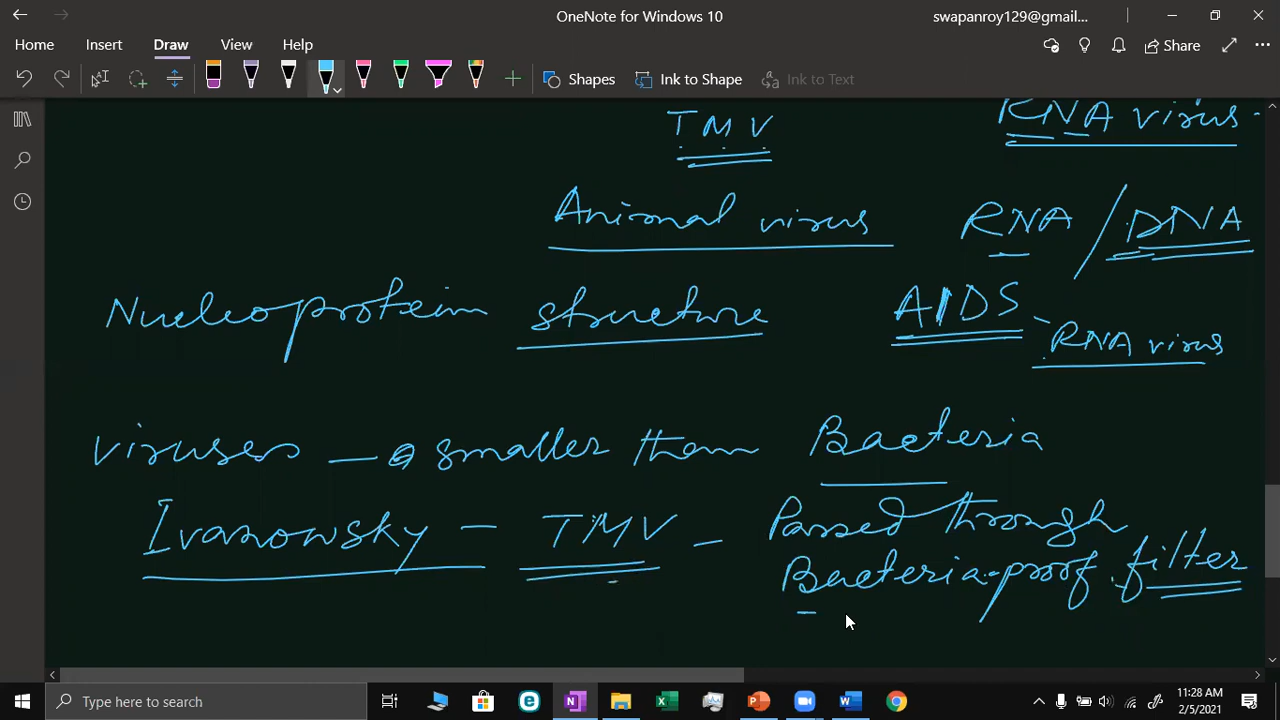 OneNote for Windows 10
swapanroy129@gmail...
Home Insert Draw View Help
Share
Shapes Ink to Shape Ink to Text
TMV RNA virus
Animal virus RNA / DNA
Nucleoprotein structure AIDS
- RNA virus
viruses — smaller than Bacteria
Ivanowsky - TMV - Passed through
Bacteria-proof filter
Type here to search
11:28 AM
2/5/2021